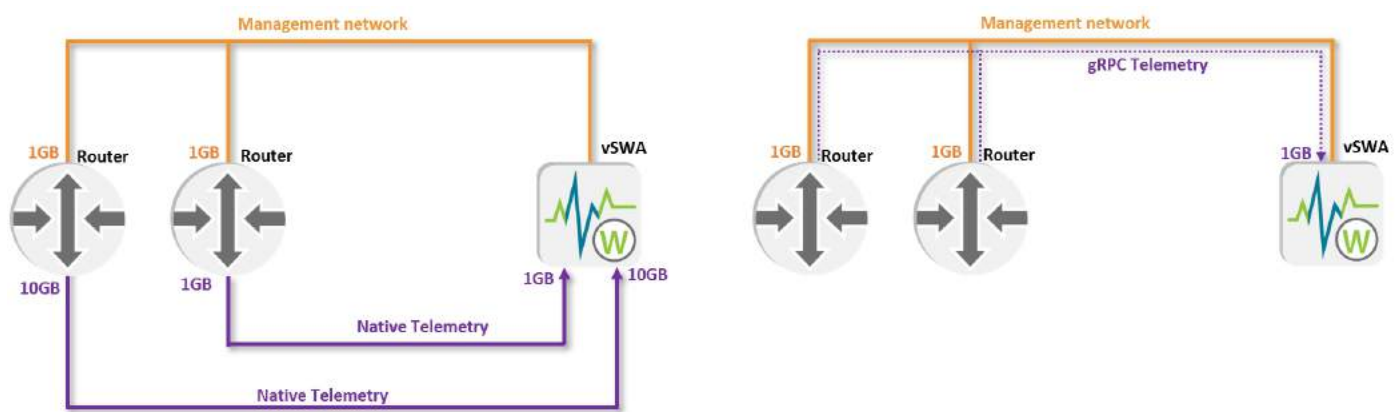 Management network
1GB Router
1GB Router
vSWA
W
10GB
1GB
1GB
10GB
Native Telemetry
Native Telemetry
Management network
gRPC Telemetry
1GB Router
1GB Router
1GB vSWA
W